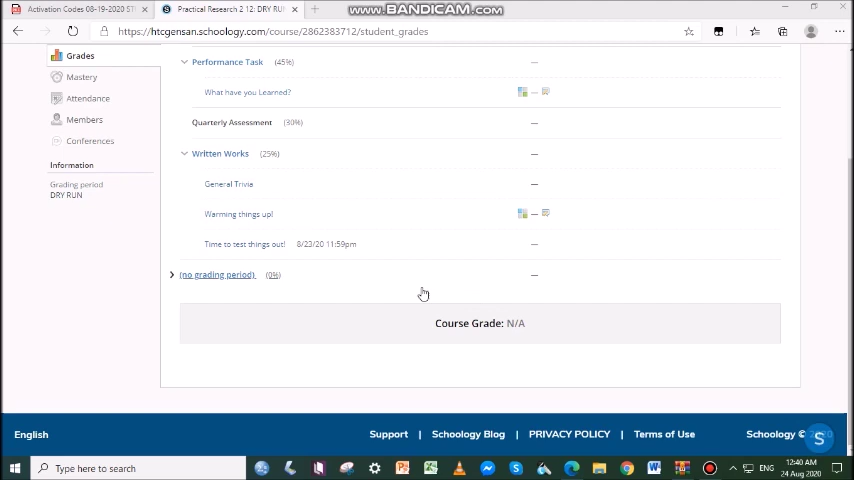 Activation Codes 08-19-2020 STU
Practical Research 2 12: DRY RUN
www.BANDICAM.com
https://htcgensan.schoology.com/course/2862383712/student_grades
Grades
Mastery
Attendance
Members
Conferences
Information
Grading period
DRY RUN
Performance Task (45%) —
What have you Learned? —
Quarterly Assessment (30%) —
Written Works (25%) —
General Trivia —
Warming things up! —
Time to test things out! 8/23/20 11:59pm —
(no grading period) (0%) —
Course Grade: N/A
English
Support | Schoology Blog | PRIVACY POLICY | Terms of Use
Schoology © 2020
S
Type here to search
ENG
12:40 AM
24 Aug 2020